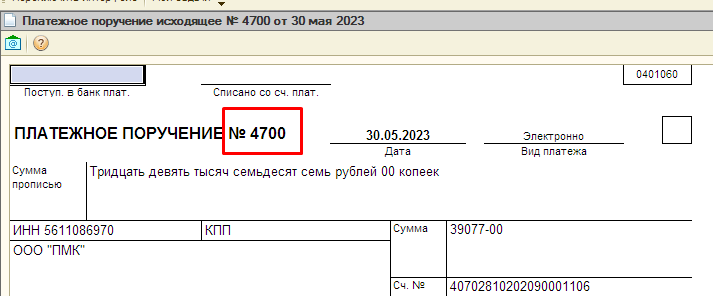 Платежное поручение исходящее № 4700 от 30 мая 2023
0401060
Поступ. в банк плат.
Списано со сч. плат.
ПЛАТЕЖНОЕ ПОРУЧЕНИЕ № 4700
30.05.2023
Электронно
Дата
Вид платежа
Сумма прописью
Тридцать девять тысяч семьдесят семь рублей 00 копеек
ИНН 5611086970
КПП
Сумма
39077-00
ООО "ПМК"
Сч. №
40702810202090001106